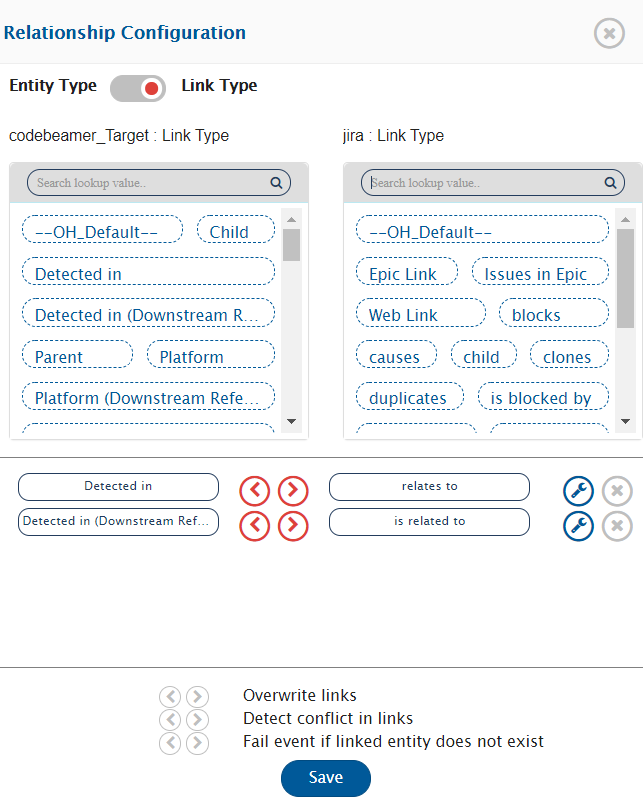 Relationship Configuration
Entity Type Link Type
codebeamer_Target : Link Type jira : Link Type
Search lookup value.. Search lookup value..
--OH_Default-- Child --OH_Default--
Detected in Epic Link Issues in Epic
Detected in (Downstream R... Web Link blocks
Parent Platform causes child clones
Platform (Downstream Refe... duplicates is blocked by
Detected in relates to
Detected in (Downstream Ref... is related to
Overwrite links
Detect conflict in links
Fail event if linked entity does not exist
Save